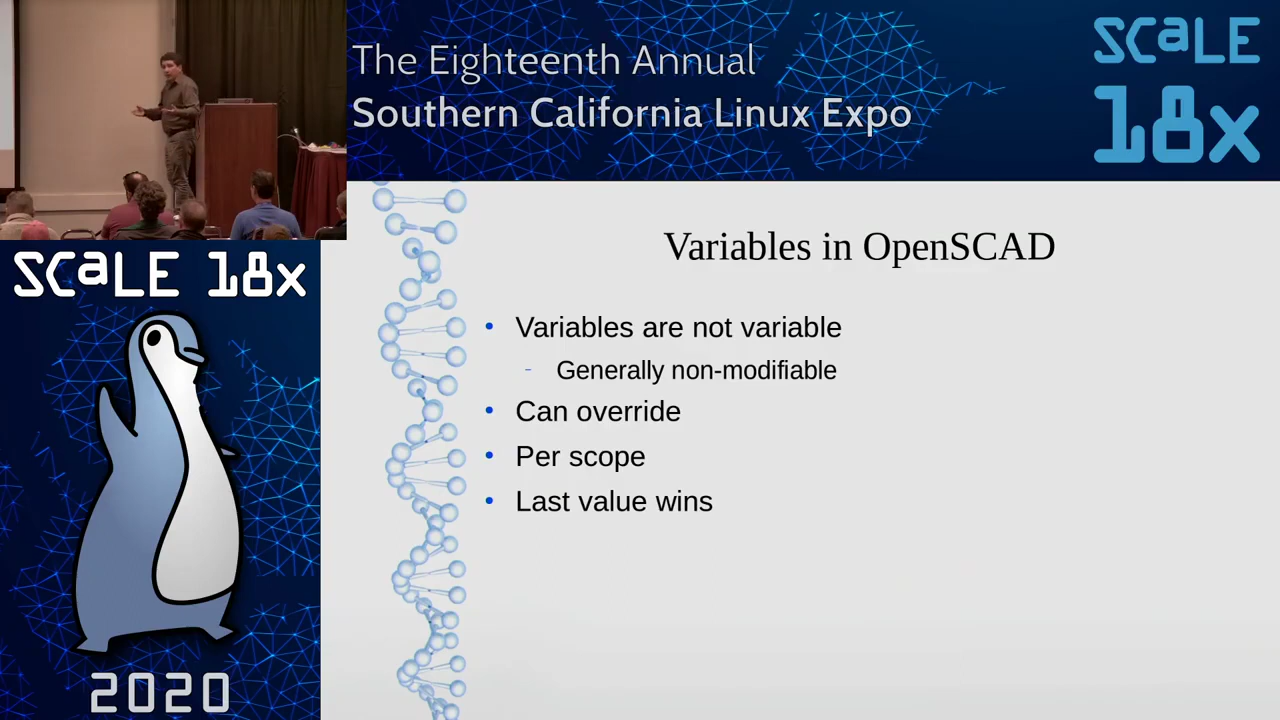 The Eighteenth Annual
Southern California Linux Expo
SCaLE
18x
SCaLE 18x
2020
Variables in OpenSCAD
• Variables are not variable
- Generally non-modifiable
• Can override
• Per scope
• Last value wins